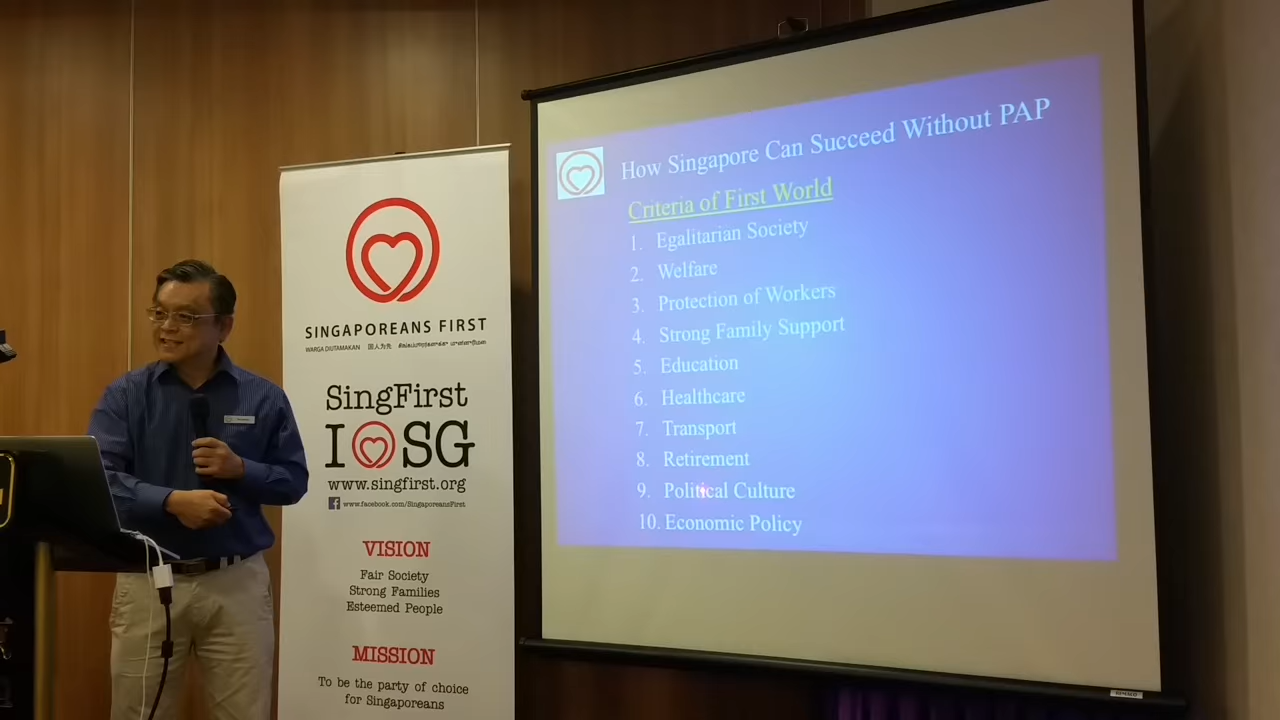 SINGAPOREANS FIRST
WARGA DIUTAMAKAN 国人为先
SingFirst
I SG
www.singfirst.org
www.facebook.com/SingaporeansFirst
VISION
Fair Society
Strong Families
Esteemed People
MISSION
To be the party of choice
for Singaporeans
How Singapore Can Succeed Without PAP
Criteria of First World
1. Egalitarian Society
2. Welfare
3. Protection of Workers
4. Strong Family Support
5. Education
6. Healthcare
7. Transport
8. Retirement
9. Political Culture
10. Economic Policy